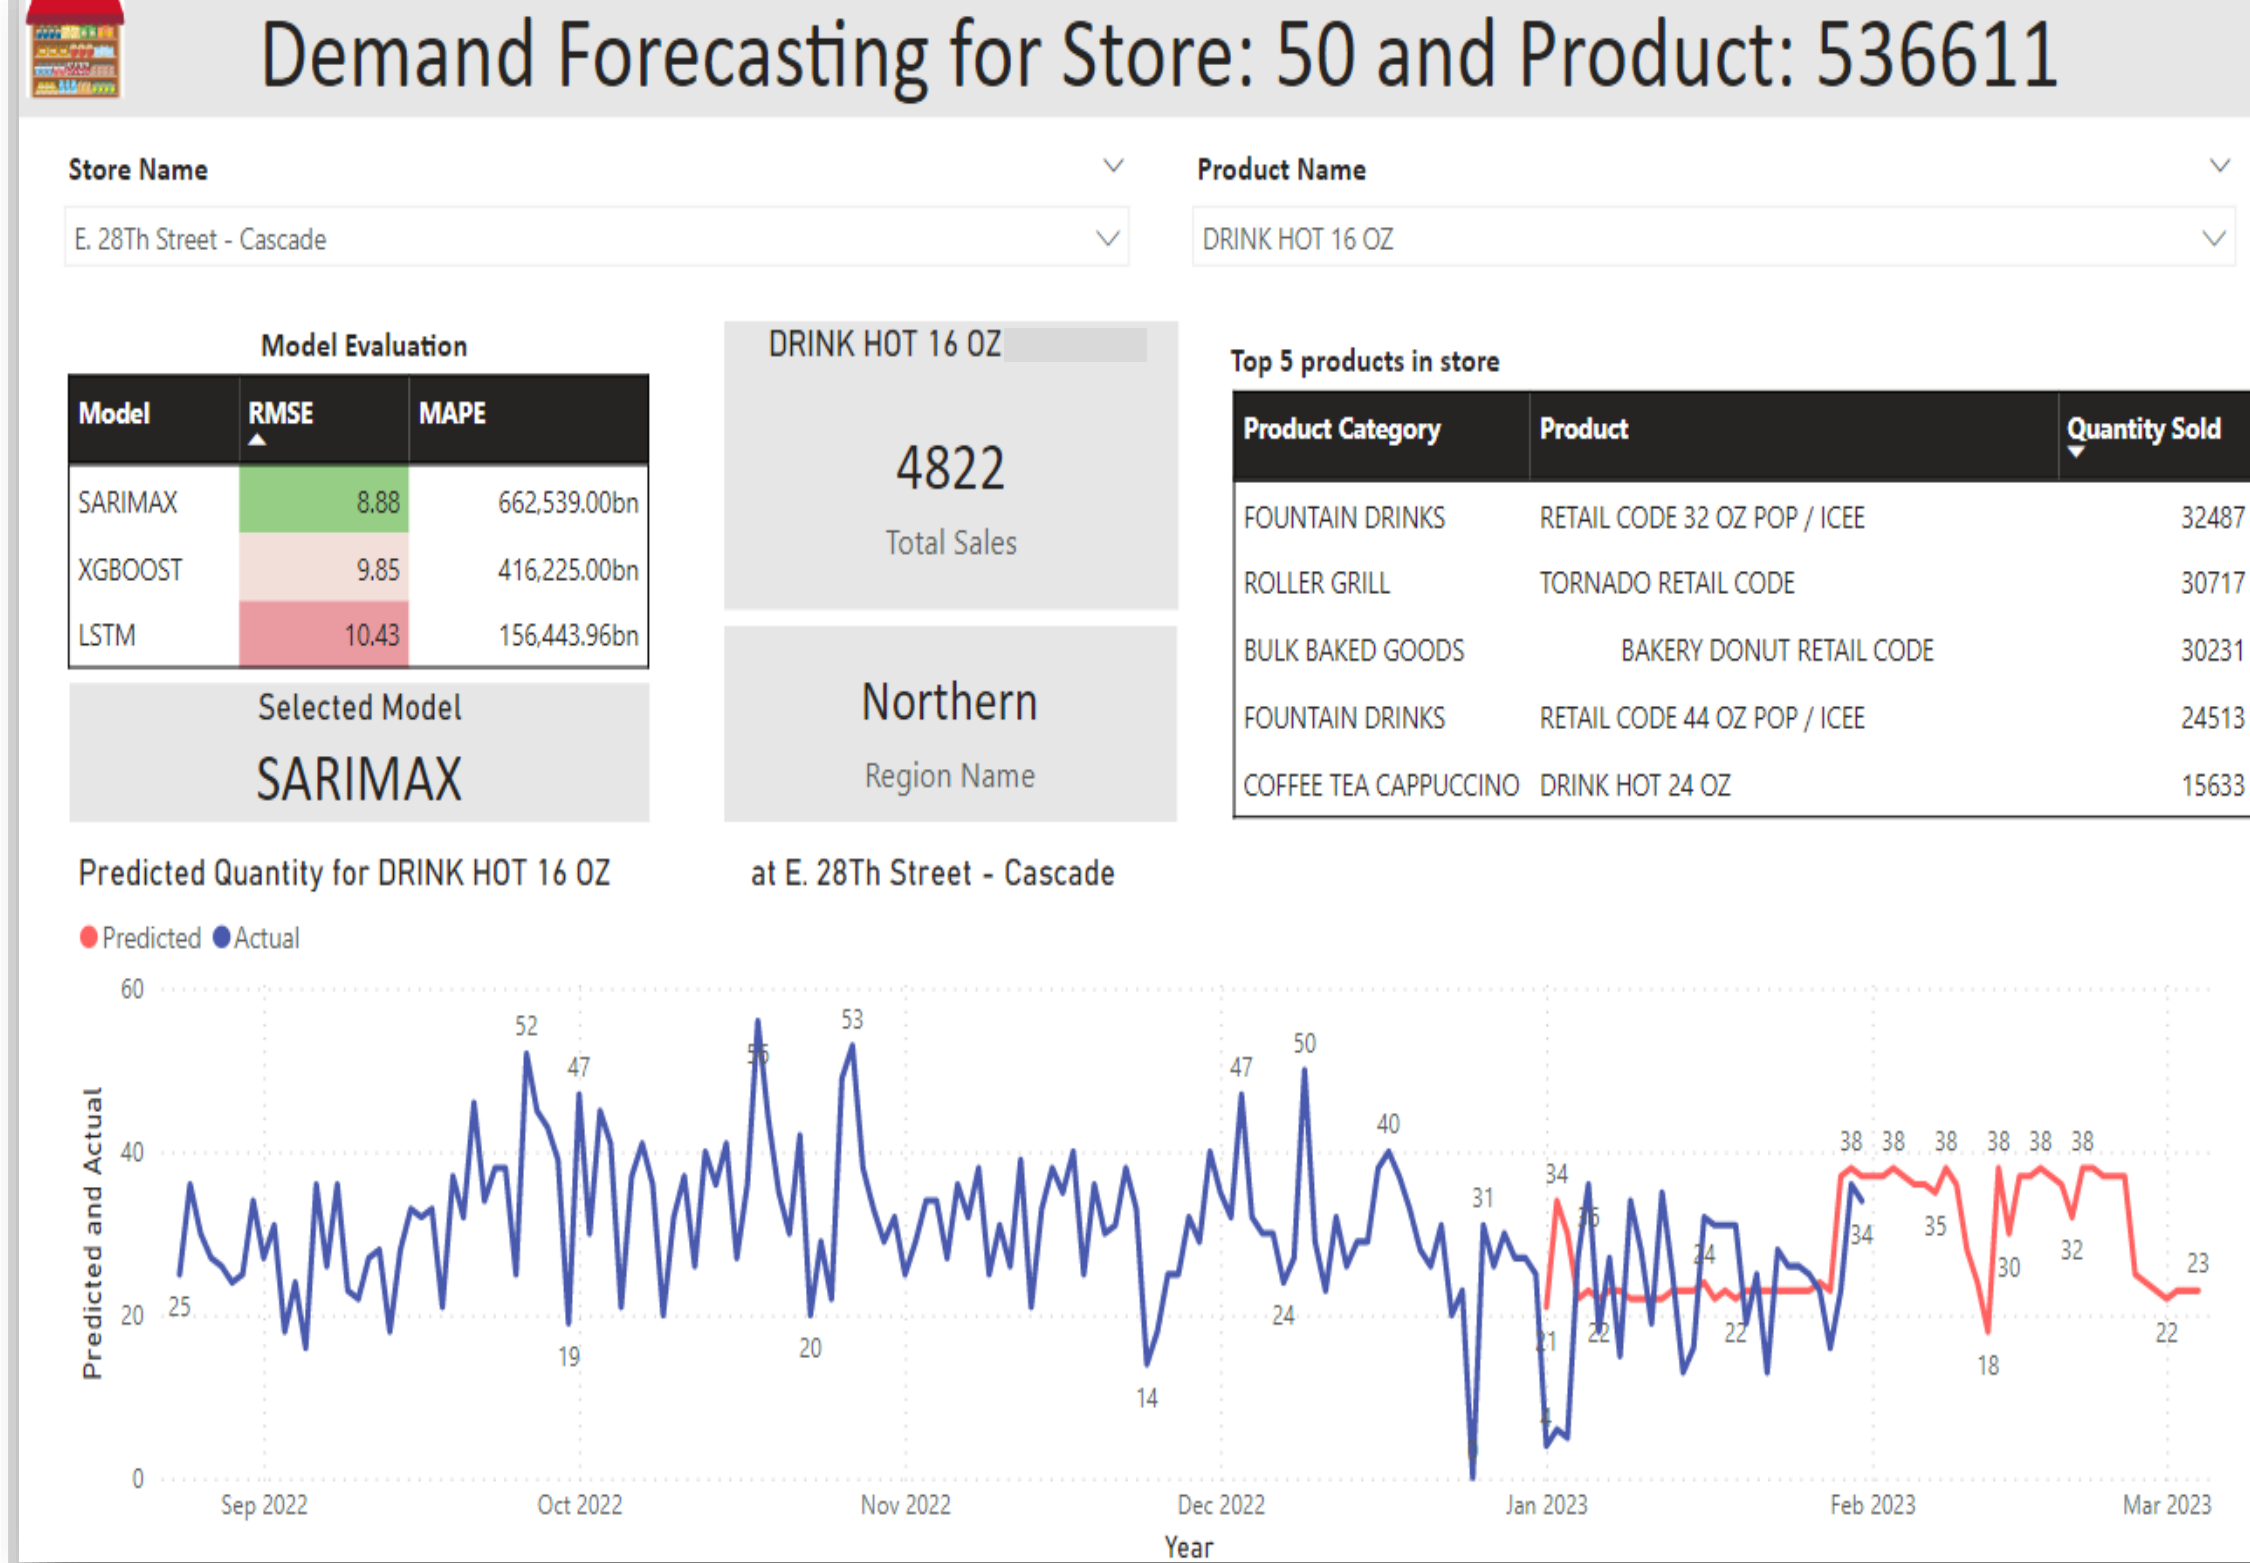 Demand Forecasting for Store: 50 and Product: 536611
Store Name
Product Name
E. 28Th Street - Cascade
DRINK HOT 16 OZ
Model Evaluation
Model RMSE MAPE
SARIMAX 8.88 662,539.00bn
XGBOOST 9.85 416,225.00bn
LSTM 10.43 156,443.96bn
Selected Model
SARIMAX
DRINK HOT 16 OZ
4822
Total Sales
Northern
Region Name
Top 5 products in store
Product Category Product Quantity Sold
FOUNTAIN DRINKS RETAIL CODE 32 OZ POP / ICEE 32487
ROLLER GRILL TORNADO RETAIL CODE 30717
BULK BAKED GOODS BAKERY DONUT RETAIL CODE 30231
FOUNTAIN DRINKS RETAIL CODE 44 OZ POP / ICEE 24513
COFFEE TEA CAPPUCCINO DRINK HOT 24 OZ 15633
Predicted Quantity for DRINK HOT 16 OZ at E. 28Th Street - Cascade
Predicted Actual
Predicted and Actual
60
40
20
0
25
52
47
19
56
20
53
14
47
24
50
40
31
0
34
21
4
36
22
24
22
38
34
38
35
38
18
38
30
38
32
38
22
23
Sep 2022 Oct 2022 Nov 2022 Dec 2022 Jan 2023 Feb 2023 Mar 2023
Year